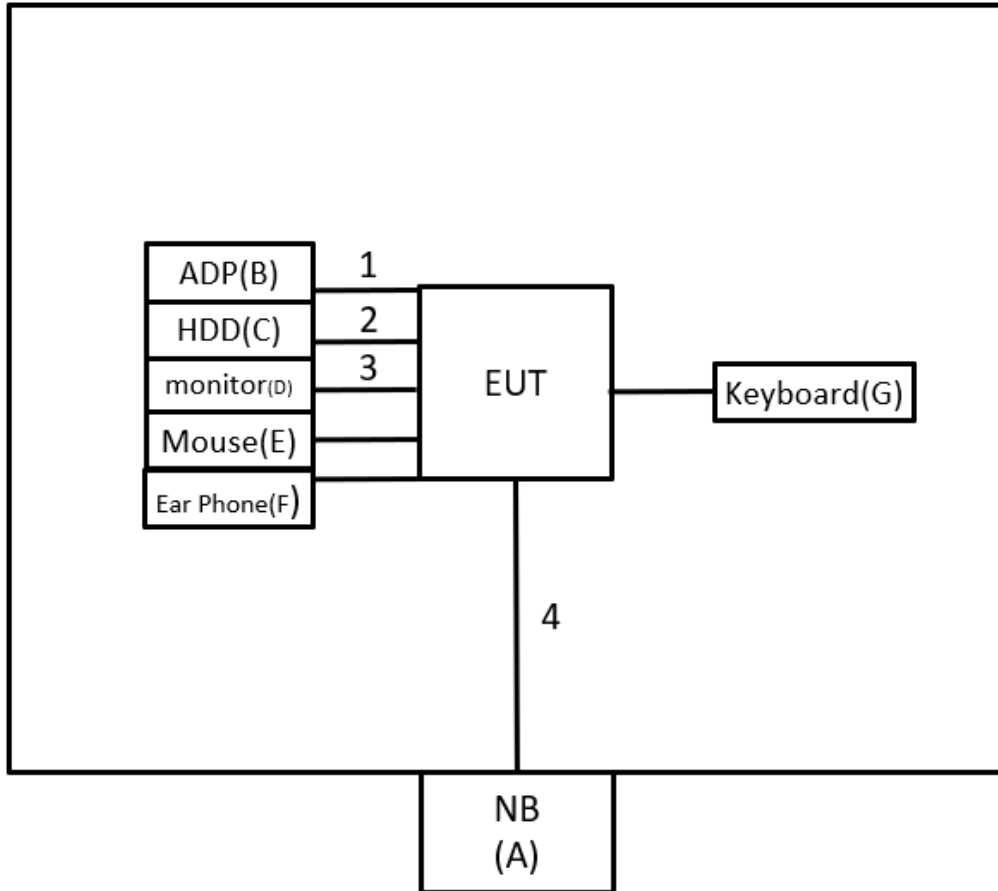 ADP(B)
1
HDD(C)
2
monitor(D)
3
Mouse(E)
Ear Phone(F)
EUT
Keyboard(G)
4
NB
(A)